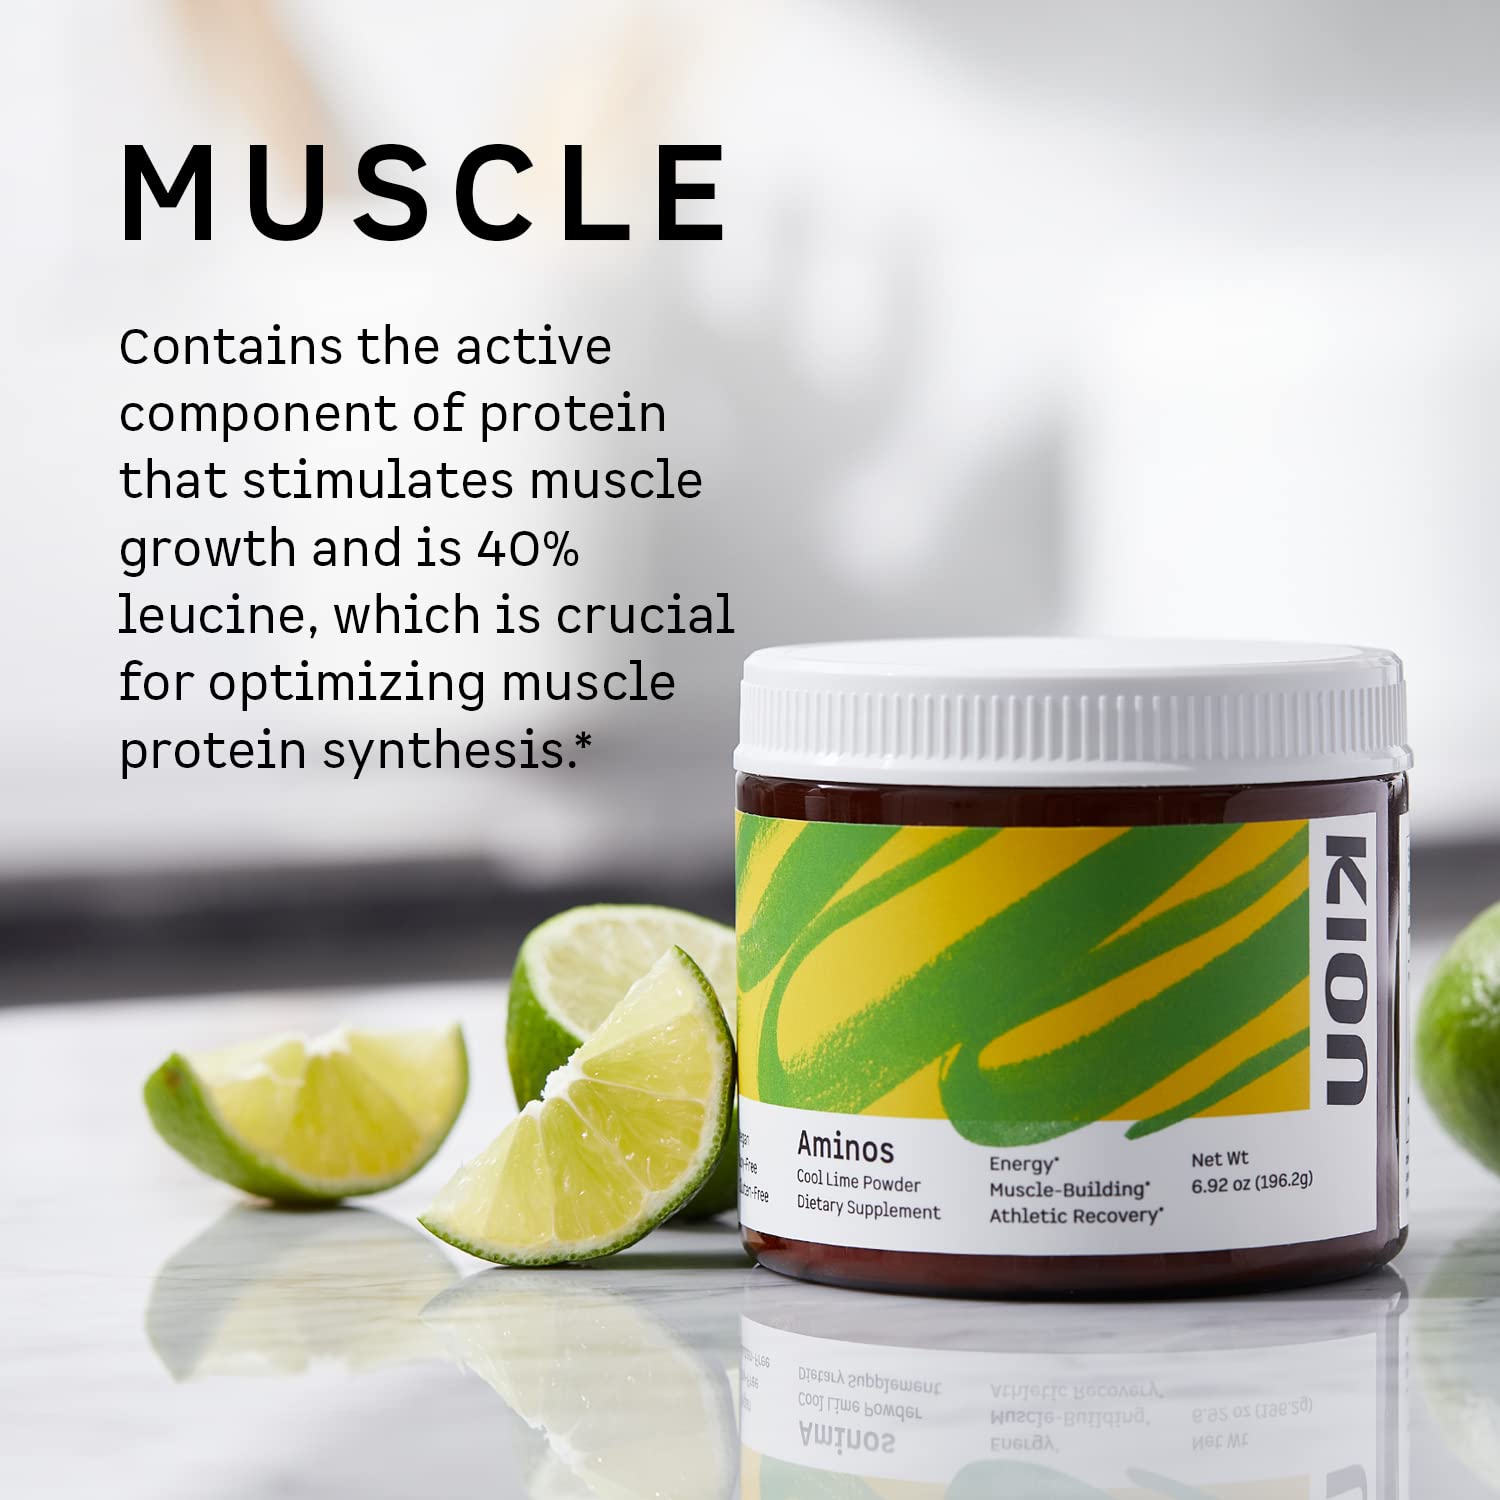 MUSCLE
Contains the active
component of protein
that stimulates muscle
growth and is 40%
leucine, which is crucial
for optimizing muscle
protein synthesis.*
KION
Aminos
Cool Lime Powder
Dietary Supplement
Energy*
Muscle-Building*
Athletic Recovery*
Net Wt
6.92 oz (196.2g)